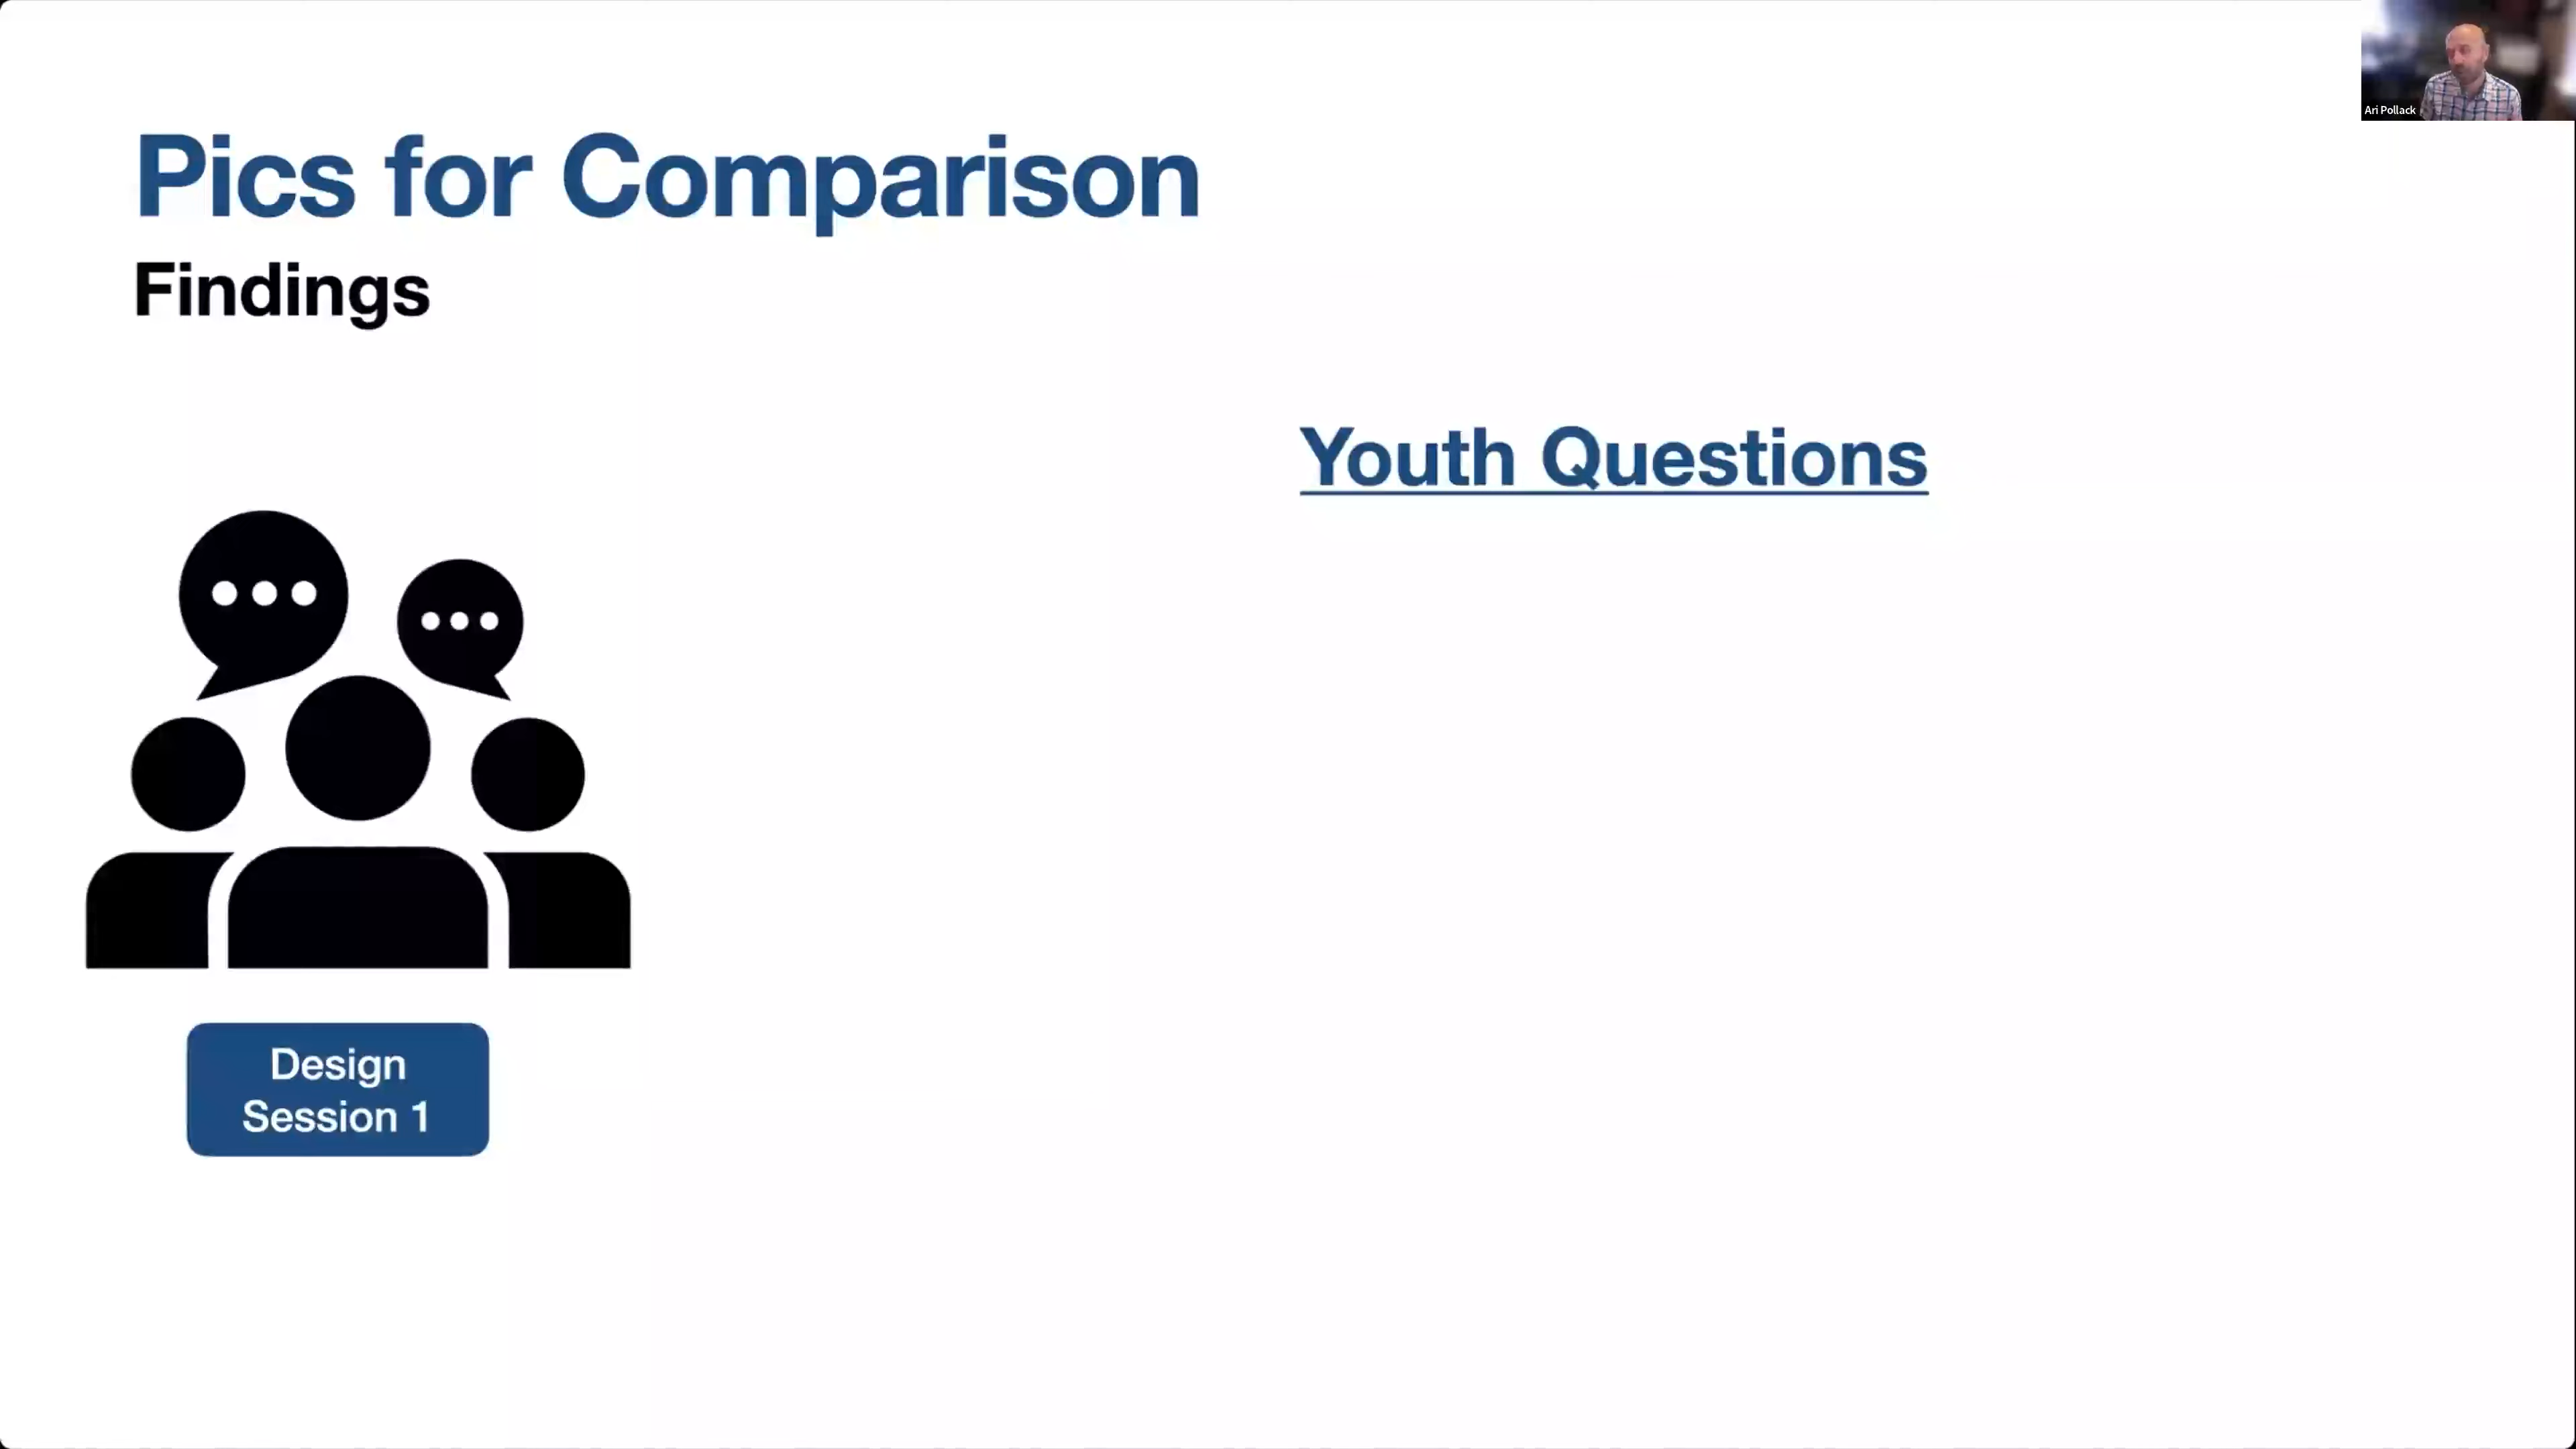 Ari Pollack
Pics for Comparison
Findings
Youth Questions
Design
Session 1